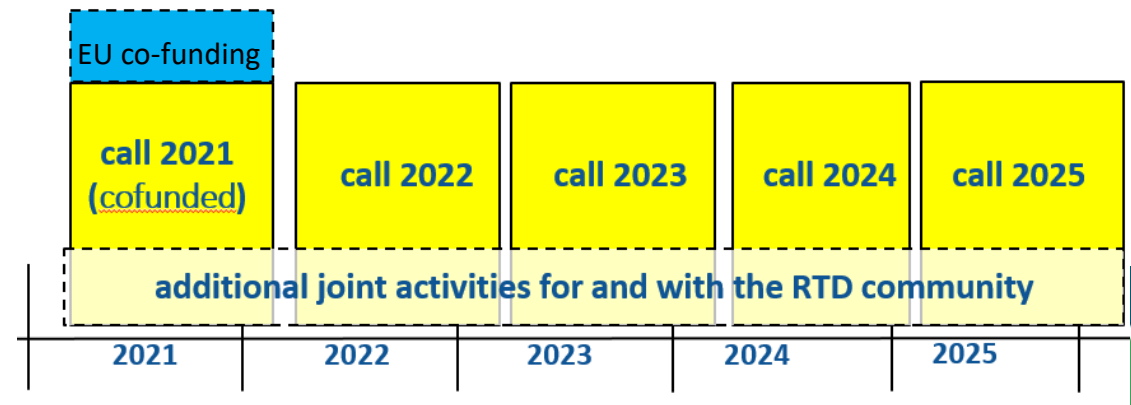 EU co-funding
call 2021
(cofunded)
call 2022
call 2023
call 2024
call 2025
additional joint activities for and with the RTD community
2021
2022
2023
2024
2025